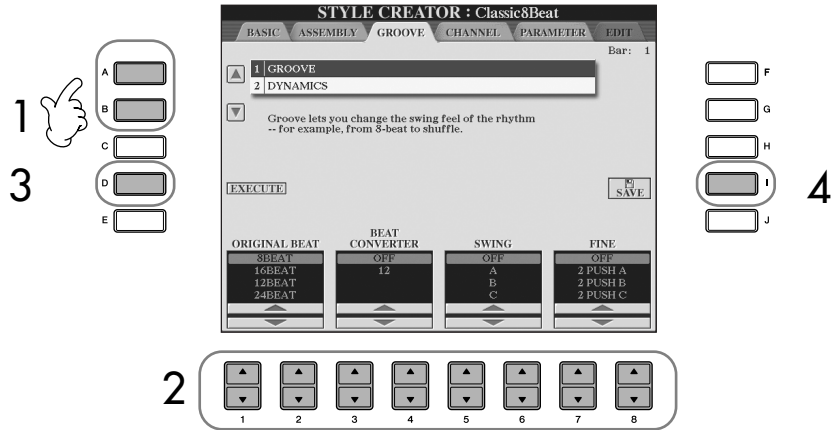 STYLE CREATOR : Classic8Beat
BASIC ASSEMBLY GROOVE CHANNEL PARAMETER EDIT
Bar: 1
1 GROOVE
2 DYNAMICS
Groove lets you change the swing feel of the rhythm
-- for example, from 8-beat to shuffle.
EXECUTE
SAVE
ORIGINAL BEAT
BEAT CONVERTER
SWING
FINE
8BEAT OFF OFF OFF
16BEAT 12 A 2 PUSH A
12BEAT B 2 PUSH B
24BEAT C 2 PUSH C
A
B
C
D
E
F
G
H
I
J
1
3
4
2
1 2 3 4 5 6 7 8